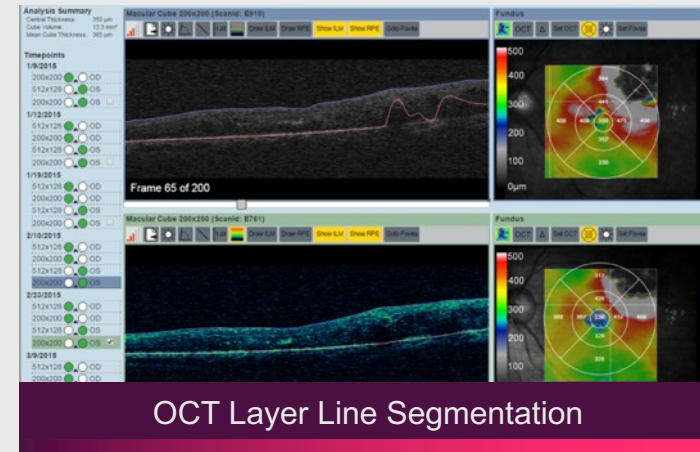 Analysis Summary
Central Thickness: 350 µm
Cube Volume: 13.3 mm³
Mean Cube Thickness: 365 µm
Timepoints
1/9/2015
200x200 OD
512x128 OS
200x200 OS
1/12/2015
512x128 OD
200x200 OD
512x128 OS
200x200 OS
1/19/2015
512x128 OD
200x200 OD
512x128 OS
200x200 OS
2/10/2015
512x128 OD
200x200 OD
512x128 OS
200x200 OS
2/23/2015
512x128 OD
200x200 OD
512x128 OS
200x200 OS
3/9/2015
512x128 OD
200x200 OD
Macular Cube 200x200 (ScanId: E910)
Draw ILM Draw RPE Show ILM Show RPE Goto Fovea
Frame 65 of 200
Fundus
OCT Set OCT Set Fovea
500
400
300
200
100
0µm
Macular Cube 200x200 (ScanId: E761)
Draw ILM Draw RPE Show ILM Show RPE Goto Fovea
Fundus
OCT Set OCT Set Fovea
500
400
300
200
100
OCT Layer Line Segmentation